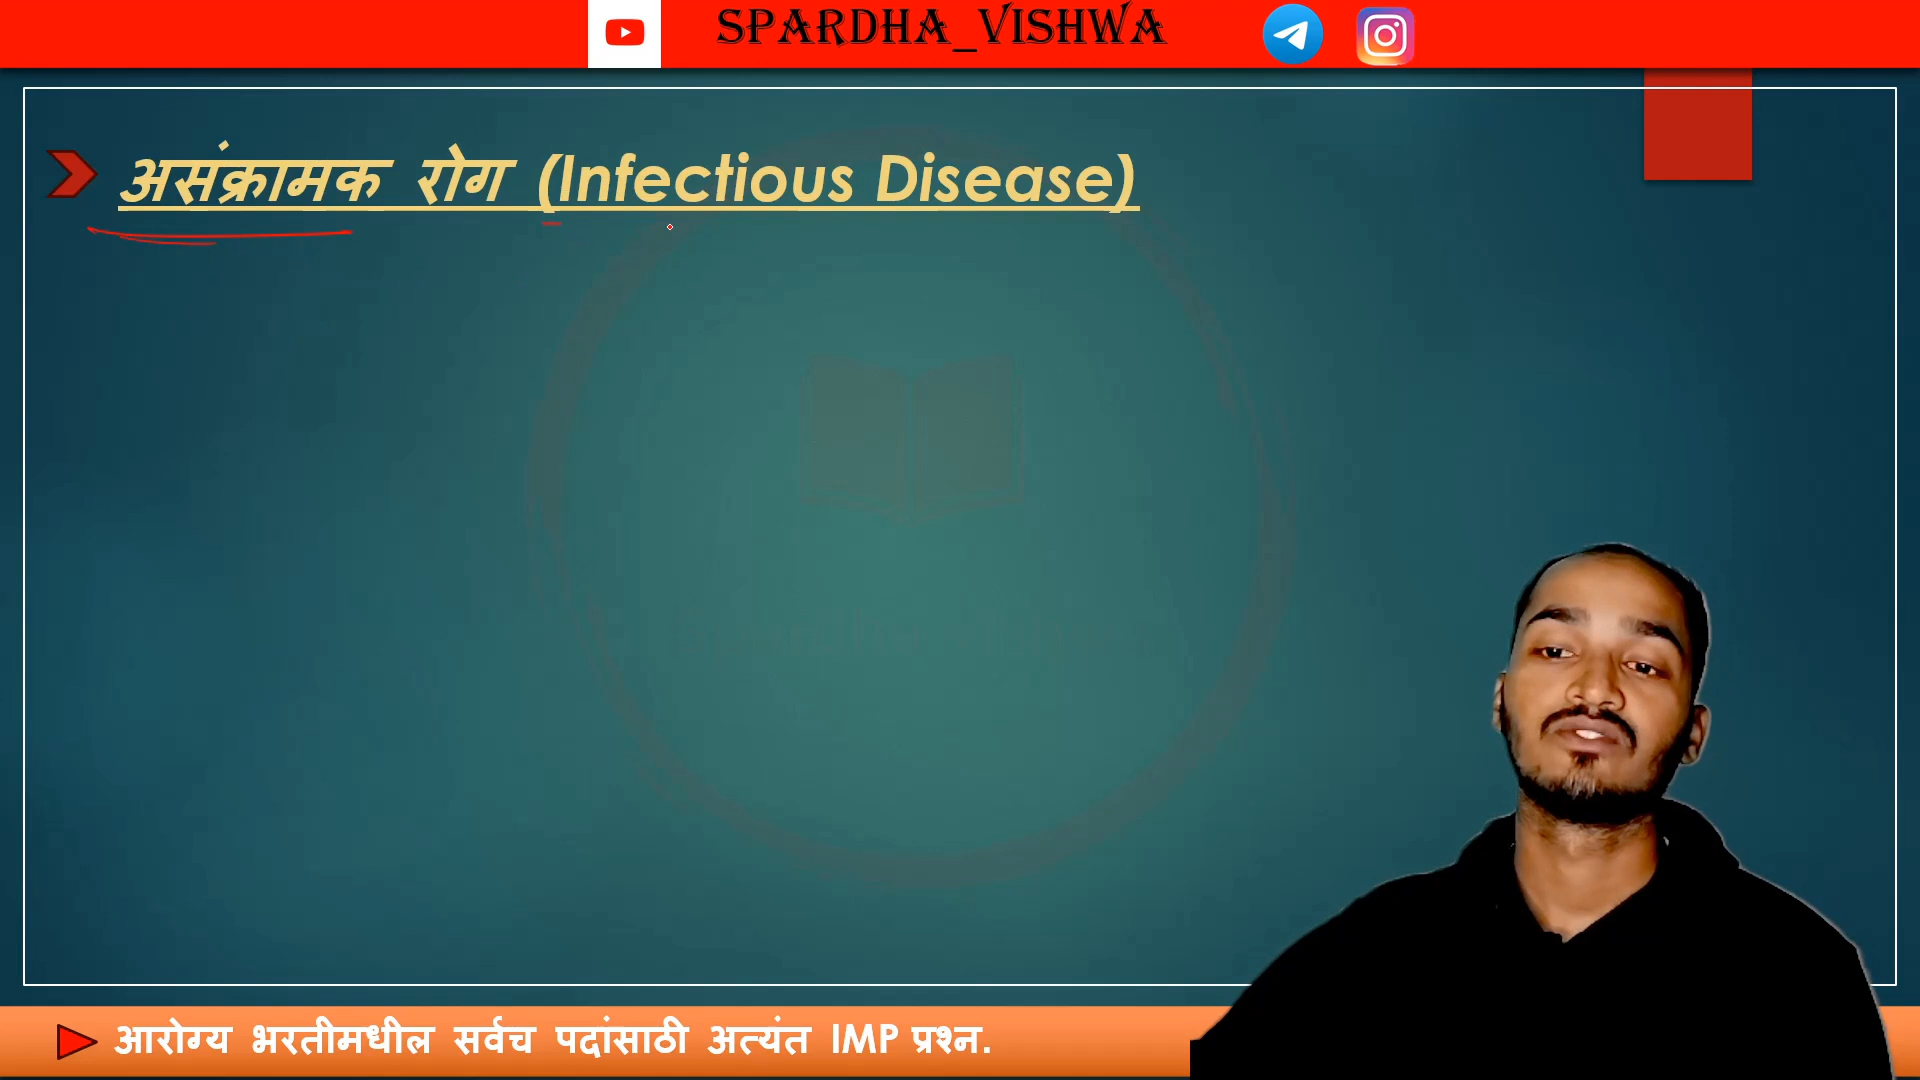 SPARDHA_VISHWA
असंक्रामक रोग (Infectious Disease)
आरोग्य भरतीमधील सर्वच पदांसाठी अत्यंत IMP प्रश्न.